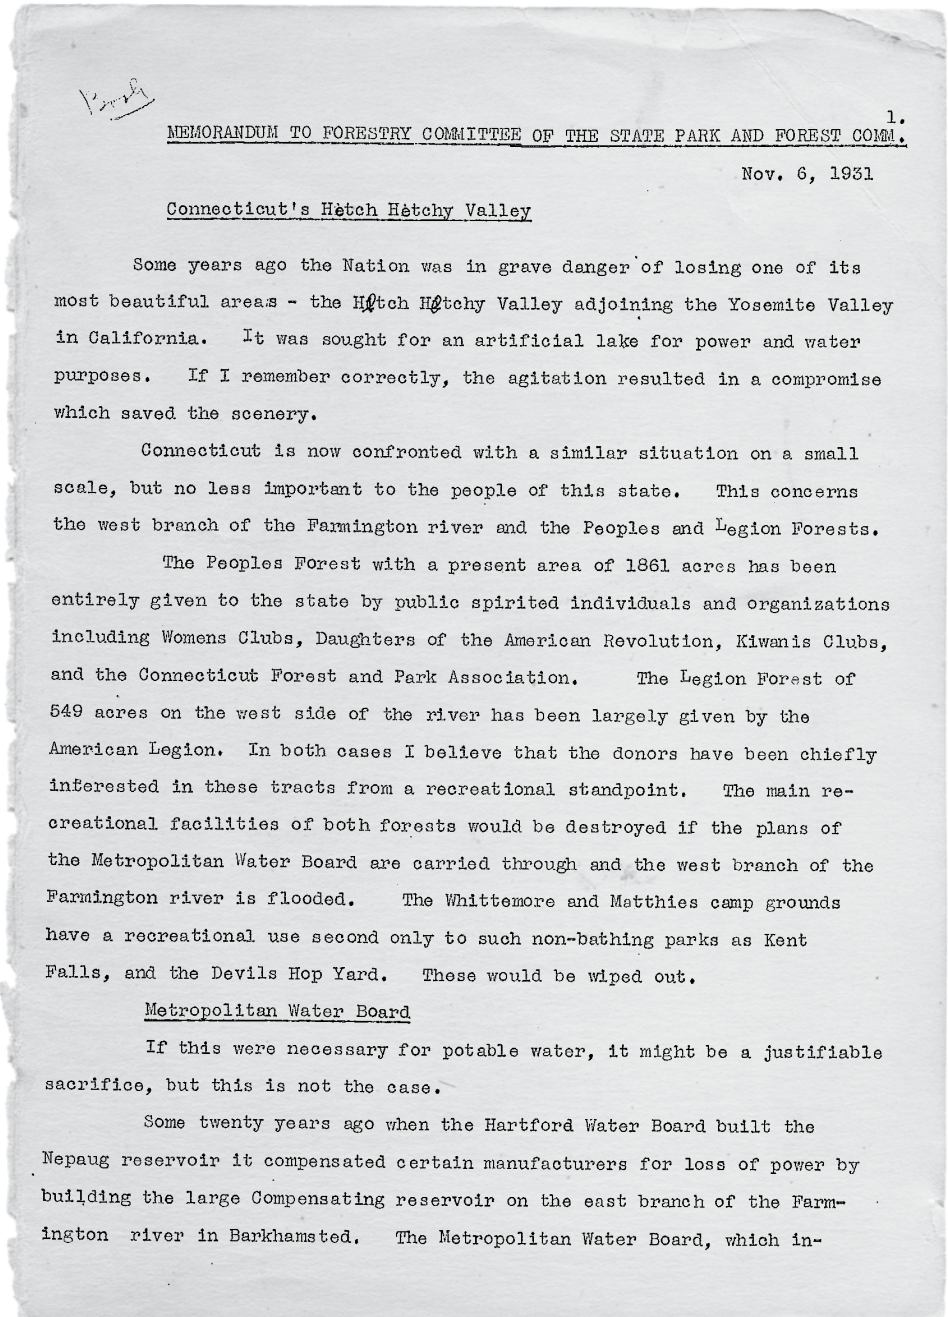 1.
MEMORANDUM TO FORESTRY COMMITTEE OF THE STATE PARK AND FOREST COMM.
Nov. 6, 1931
Connecticut's Hetch Hetchy Valley
Some years ago the Nation was in grave danger of losing one of its
most beautiful areas - the Hetch Hetchy Valley adjoining the Yosemite Valley
in California. It was sought for an artificial lake for power and water
purposes. If I remember correctly, the agitation resulted in a compromise
which saved the scenery.
Connecticut is now confronted with a similar situation on a small
scale, but no less important to the people of this state. This concerns
the west branch of the Farmington river and the Peoples and Legion Forests.
The Peoples Forest with a present area of 1861 acres has been
entirely given to the state by public spirited individuals and organizations
including Womens Clubs, Daughters of the American Revolution, Kiwanis Clubs,
and the Connecticut Forest and Park Association. The Legion Forest of
549 acres on the west side of the river has been largely given by the
American Legion. In both cases I believe that the donors have been chiefly
interested in these tracts from a recreational standpoint. The main re-
creational facilities of both forests would be destroyed if the plans of
the Metropolitan Water Board are carried through and the west branch of the
Farmington river is flooded. The Whittemore and Matthies camp grounds
have a recreational use second only to such non-bathing parks as Kent
Falls, and the Devils Hop Yard. These would be wiped out.
Metropolitan Water Board
If this were necessary for potable water, it might be a justifiable
sacrifice, but this is not the case.
Some twenty years ago when the Hartford Water Board built the
Nepaug reservoir it compensated certain manufacturers for loss of power by
building the large Compensating reservoir on the east branch of the Farm-
ington river in Barkhamsted. The Metropolitan Water Board, which in-